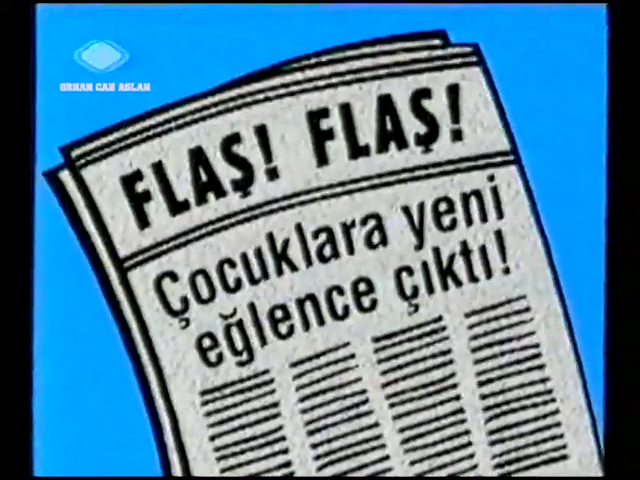 ORHAN CAN ASLAN
FLAŞ! FLAŞ!
Çocuklara yeni
eğlence çıktı!